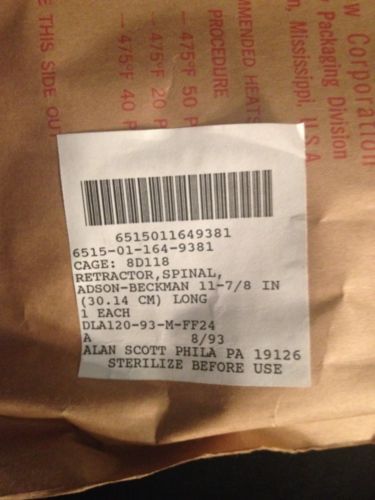 w Corporation
Packaging Division
n, Mississippi, U.S.A
MMENDED HEATS
PROCEDURE
— 475°F 50 P
— 475°F 20 P
— 475°F 40 P
E THIS SIDE OUT
6515011649381
6515-01-164-9381
CAGE: 8D118
RETRACTOR,SPINAL,
ADSON-BECKMAN 11-7/8 IN
(30.14 CM) LONG
1 EACH
DLA120-93-M-FF24
A 8/93
ALAN SCOTT PHILA PA 19126
STERILIZE BEFORE USE